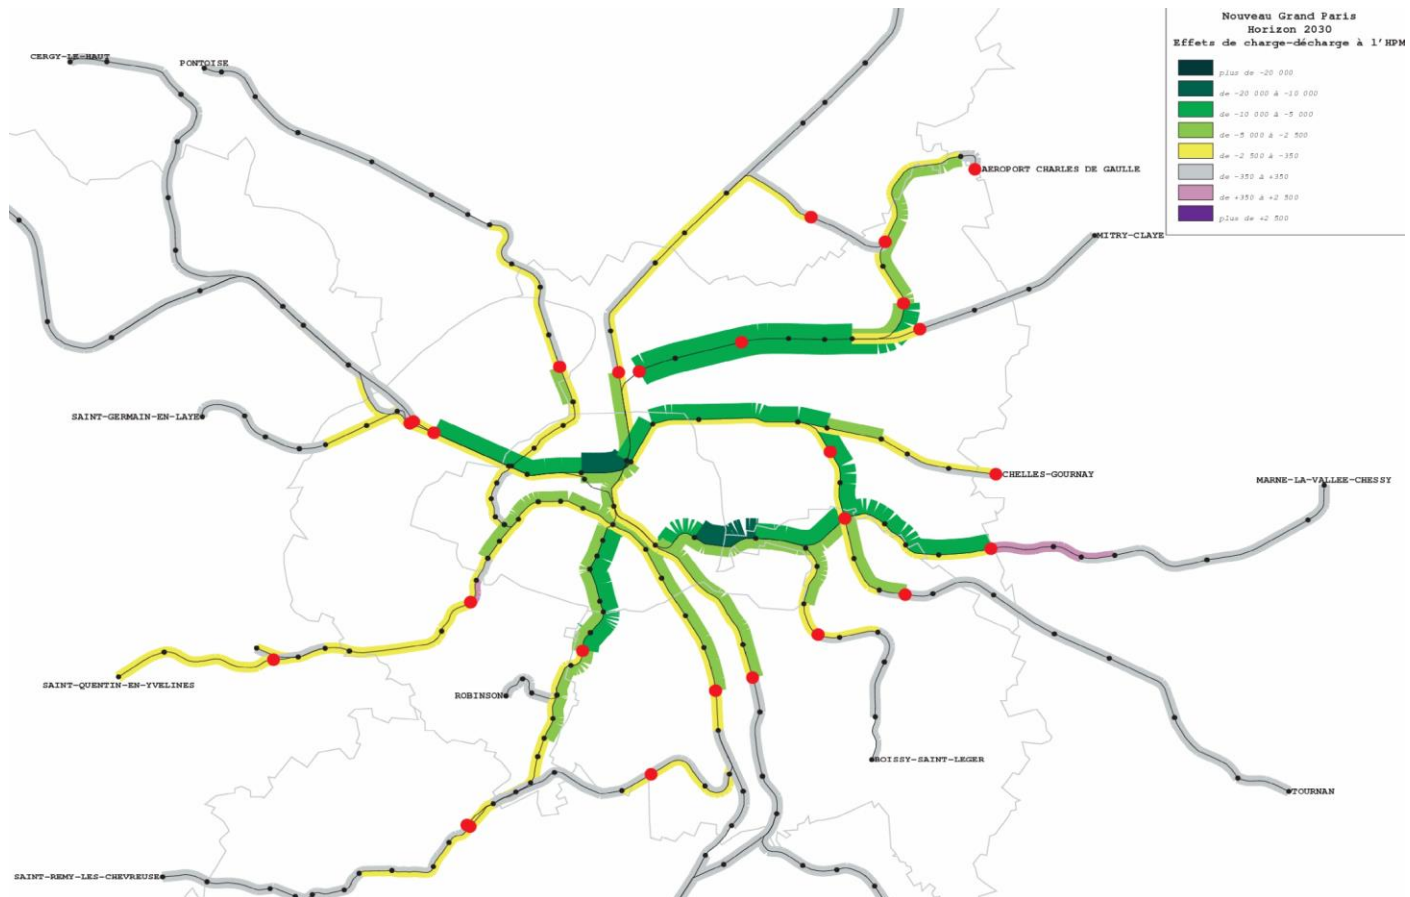 Nouveau Grand Paris
Horizon 2030
Effets de charge-décharge à l'HPM
plus de -20 000
de -20 000 à -10 000
de -10 000 à -5 000
de -5 000 à -2 500
de -2 500 à -350
de -350 à +350
de +350 à +2 500
plus de +2 500
CERGY-LE-HAUT
PONTOISE
AEROPORT CHARLES DE GAULLE
MITRY-CLAYE
SAINT-GERMAIN-EN-LAYE
CHELLES-GOURNAY
MARNE-LA-VALLEE-CHESSY
SAINT-QUENTIN-EN-YVELINES
ROBINSON
BOISSY-SAINT-LEGER
TOURNAN
SAINT-REMY-LES-CHEVREUSE